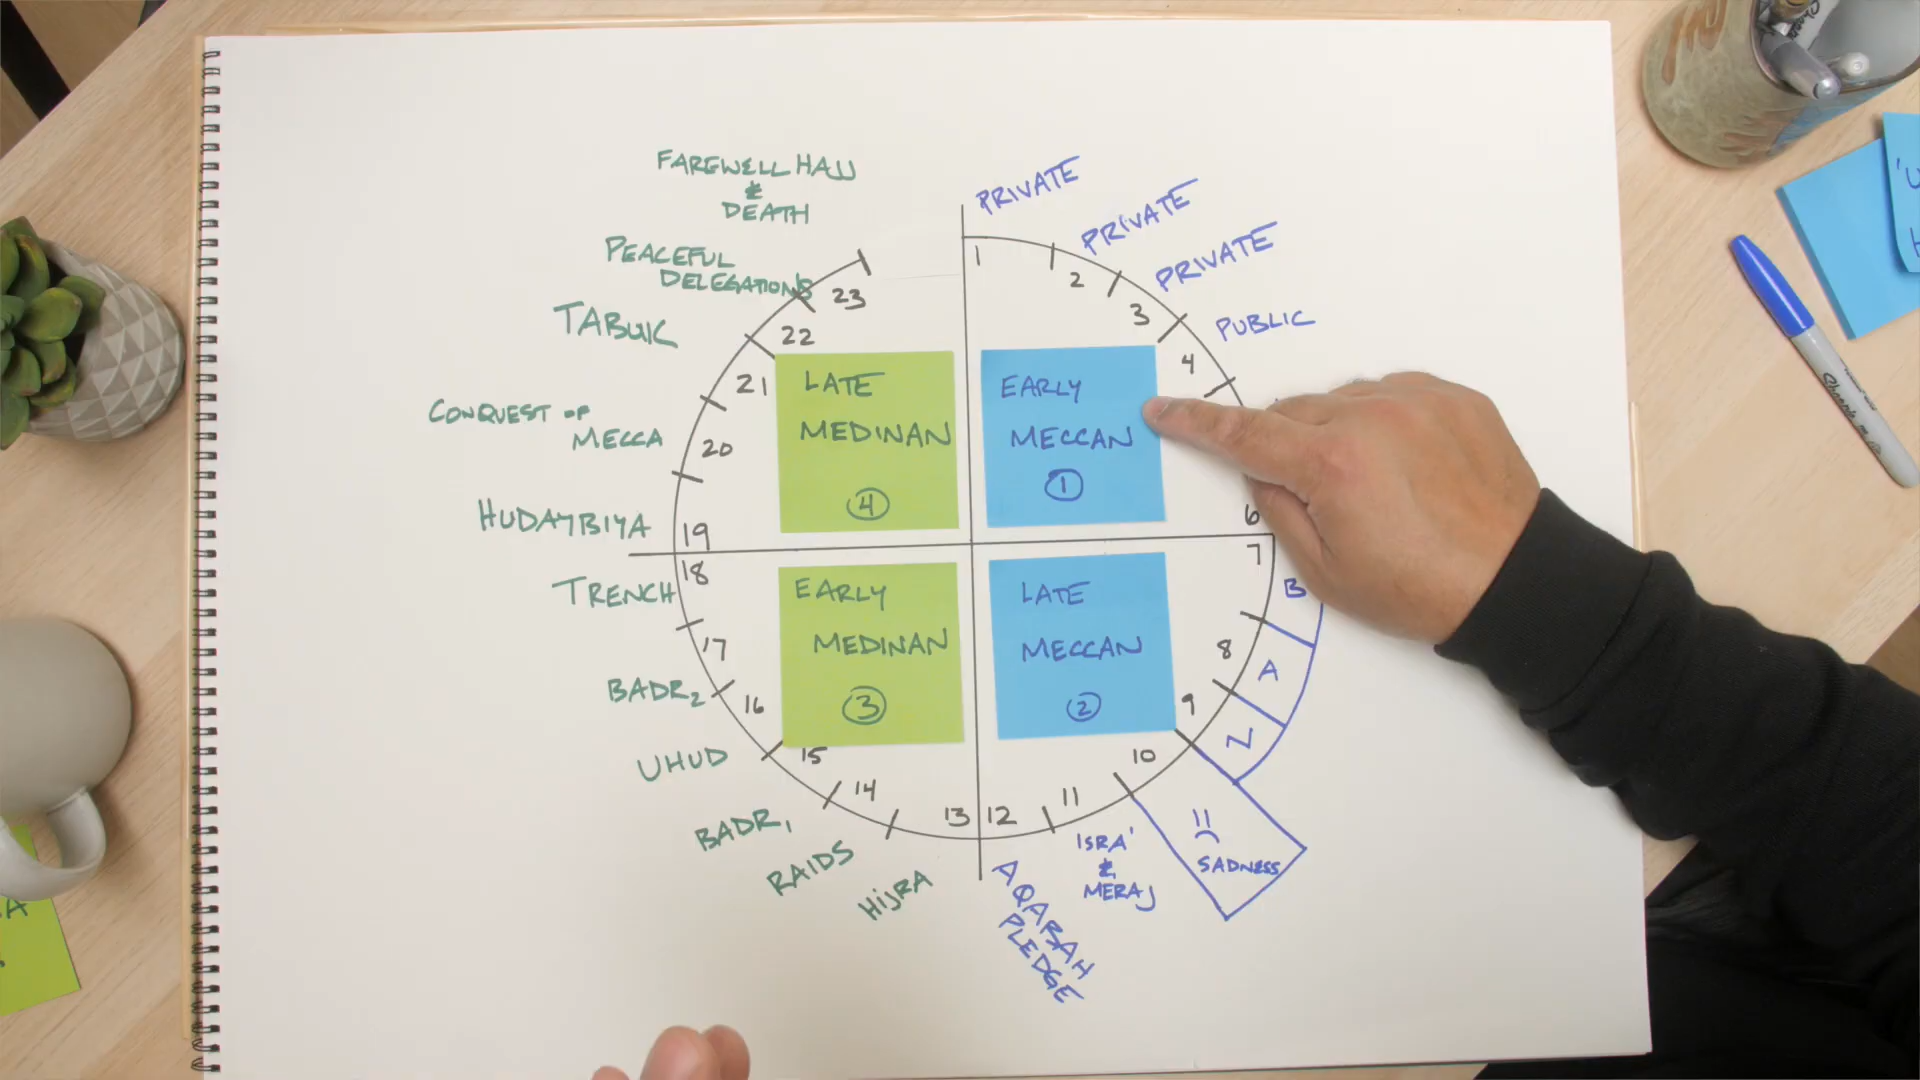 FAREWELL HAJJ
&
DEATH
PEACEFUL
DELEGATIONS
TABUK
CONQUEST OF
MECCA
HUDAYBIYA
TRENCH
BADR2
UHUD
BADR1
RAIDS
HIJRA
PRIVATE
PRIVATE
PRIVATE
PUBLIC
1
2
3
4
6
7
8
9
10
11
12
13
14
15
16
17
18
19
20
21
22
23
EARLY
MECCAN
1
LATE
MECCAN
2
EARLY
MEDINAN
3
LATE
MEDINAN
4
B
A
N
SADNESS
ISRA'
&
MERAJ
AQABAH
PLEDGE
Sharpie